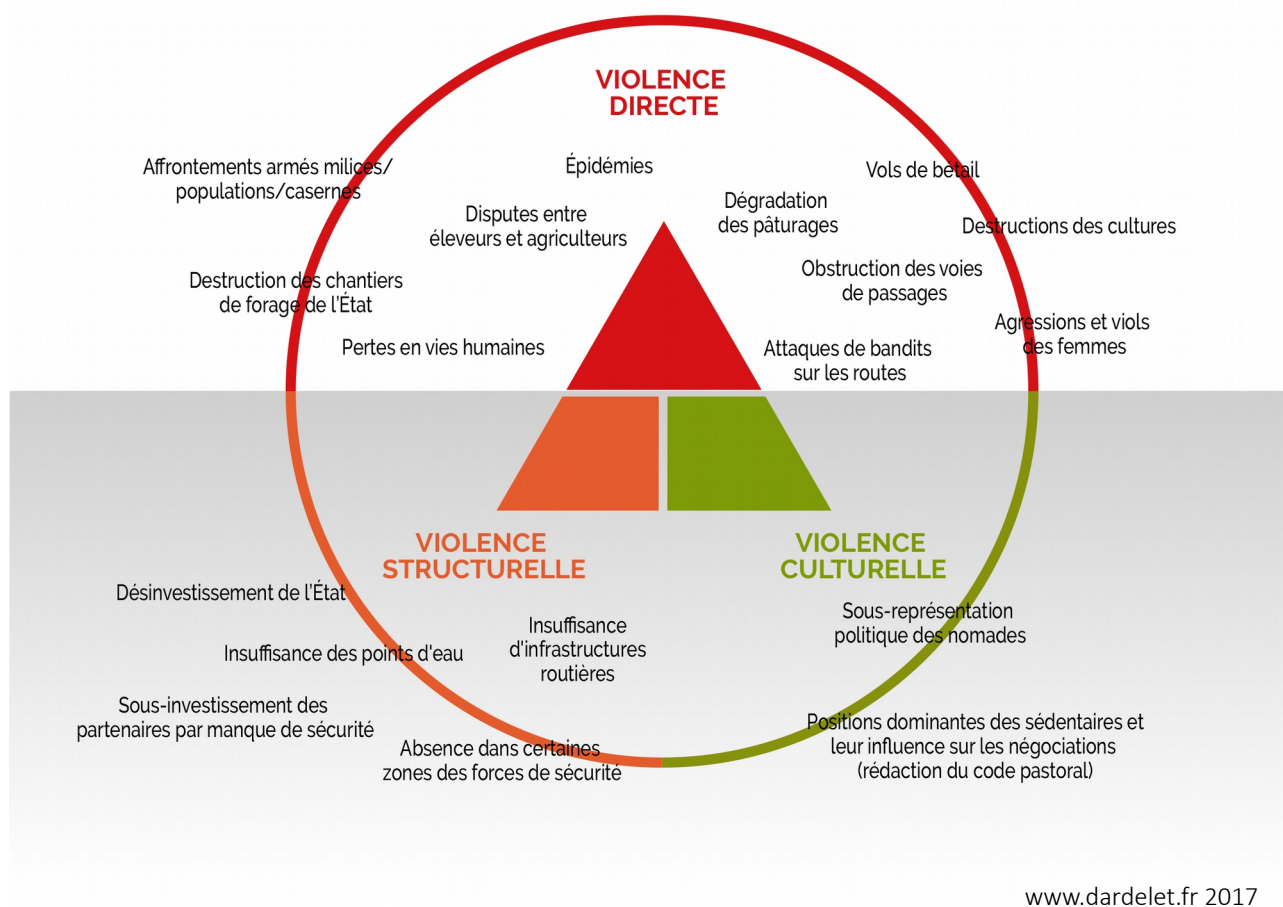 VIOLENCE
DIRECTE
Affrontements armés milices/
populations/casernes
Épidémies
Vols de bétail
Disputes entre
éleveurs et agriculteurs
Dégradation
des pâturages
Destructions des cultures
Destruction des chantiers
de forage de l'État
Obstruction des voies
de passages
Agressions et viols
des femmes
Pertes en vies humaines
Attaques de bandits
sur les routes
VIOLENCE
STRUCTURELLE
VIOLENCE
CULTURELLE
Désinvestissement de l'État
Insuffisance
d'infrastructures
routières
Sous-représentation
politique des nomades
Insuffisance des points d'eau
Sous-investissement des
partenaires par manque de sécurité
Absence dans certaines
zones des forces de sécurité
Positions dominantes des sédentaires et
leur influence sur les négociations
(rédaction du code pastoral)
www.dardelet.fr 2017